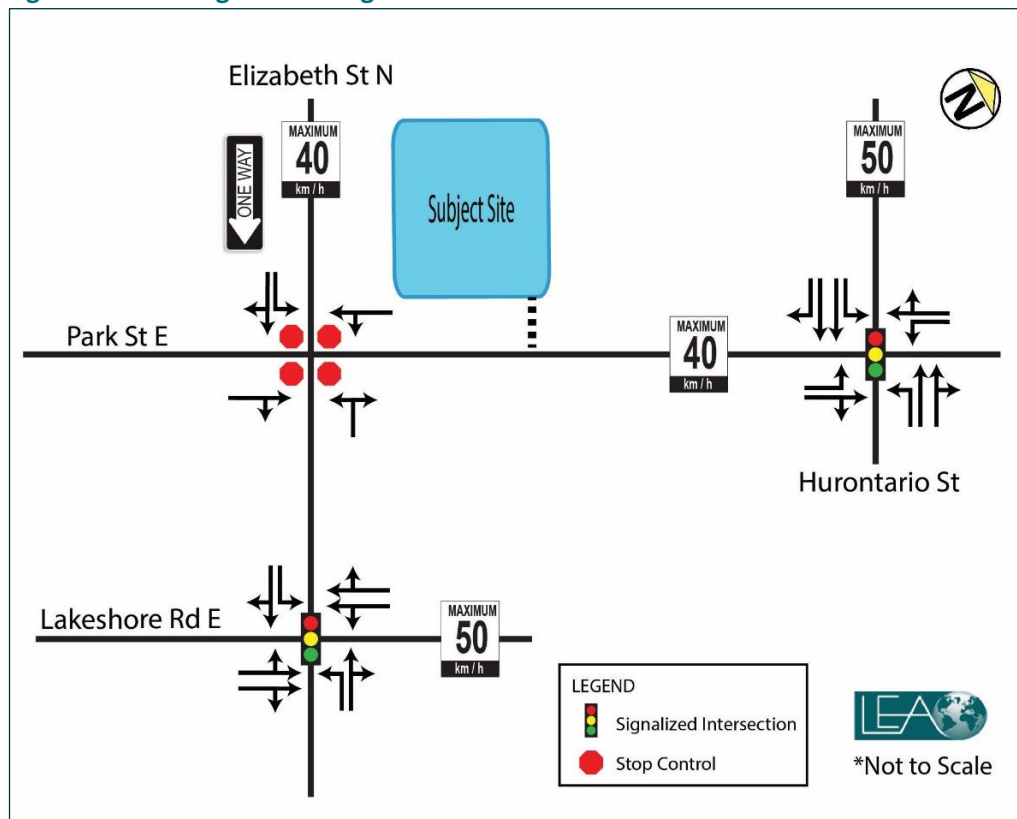 Elizabeth St N
MAXIMUM
40
km / h
ONE WAY
Subject Site
MAXIMUM
50
km / h
N
Park St E
MAXIMUM
40
km / h
Hurontario St
Lakeshore Rd E
MAXIMUM
50
km / h
LEGEND
Signalized Intersection
Stop Control
LEA
*Not to Scale